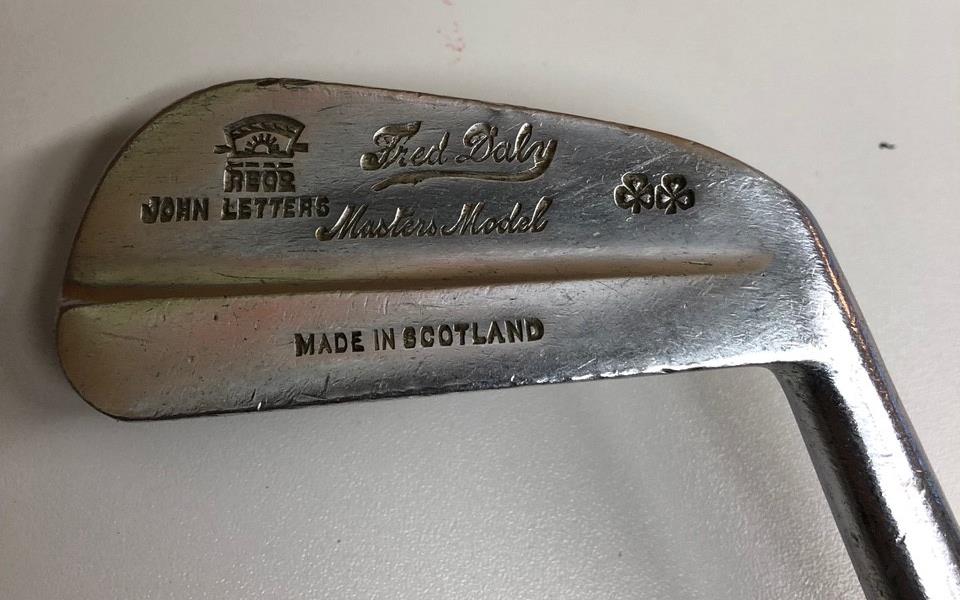 Fred Daly
REGD
JOHN LETTERS
Masters Model
MADE IN SCOTLAND